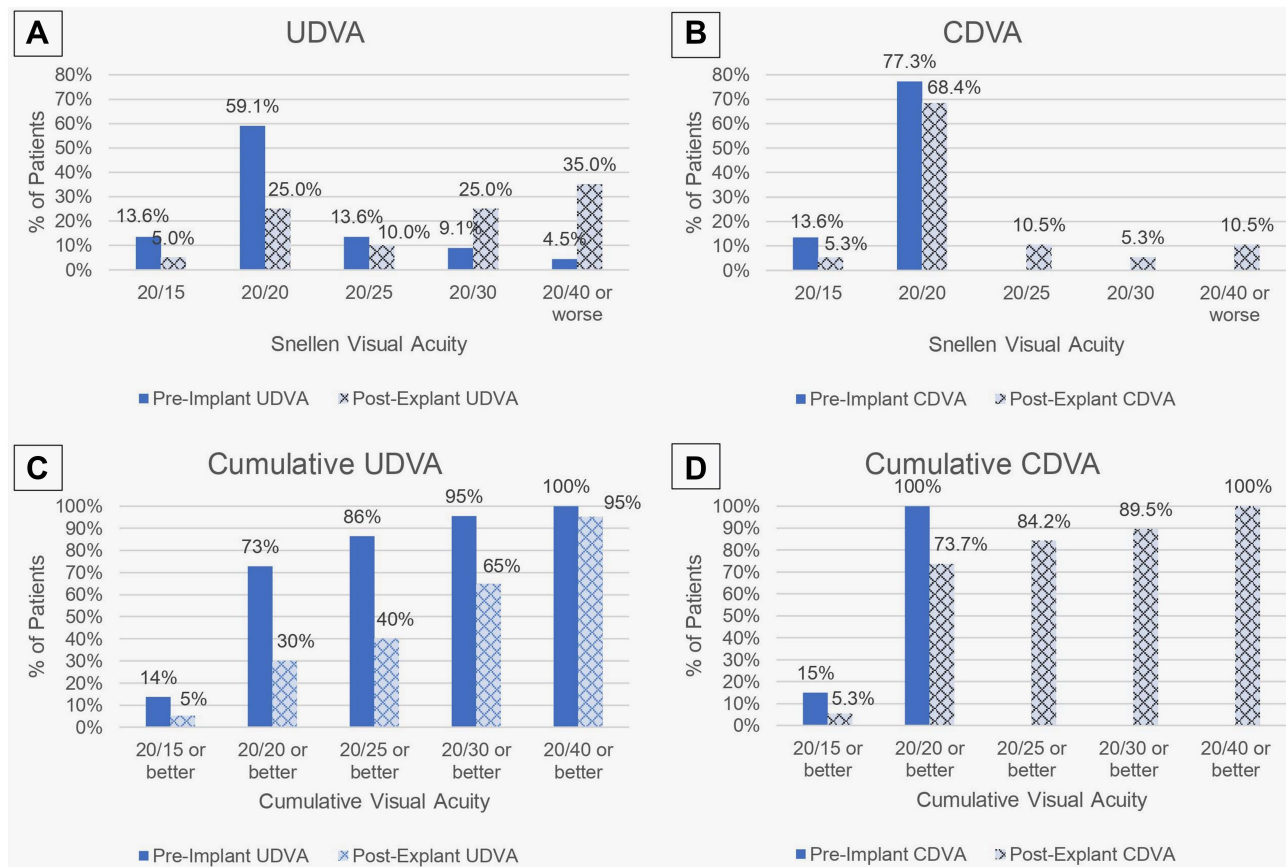 A
UDVA
80%
70%
60%
50%
40%
30%
20%
10%
0%
% of Patients
13.6%
5.0%
59.1%
25.0%
13.6%
10.0%
9.1%
25.0%
4.5%
35.0%
20/15
20/20
20/25
20/30
20/40 or
worse
Snellen Visual Acuity
Pre-Implant UDVA
Post-Explant UDVA
B
CDVA
80%
70%
60%
50%
40%
30%
20%
10%
0%
% of Patients
13.6%
5.3%
77.3%
68.4%
10.5%
5.3%
10.5%
20/15
20/20
20/25
20/30
20/40 or
worse
Snellen Visual Acuity
Pre-Implant CDVA
Post-Explant CDVA
C
Cumulative UDVA
100%
90%
80%
70%
60%
50%
40%
30%
20%
10%
0%
% of Patients
14%
5%
73%
30%
86%
40%
95%
65%
100%
95%
20/15 or
better
20/20 or
better
20/25 or
better
20/30 or
better
20/40 or
better
Cumulative Visual Acuity
Pre-Implant UDVA
Post-Explant UDVA
D
Cumulative CDVA
100%
90%
80%
70%
60%
50%
40%
30%
20%
10%
0%
% of Patients
15%
5.3%
100%
73.7%
84.2%
89.5%
100%
20/15 or
better
20/20 or
better
20/25 or
better
20/30 or
better
20/40 or
better
Cumulative Visual Acuity
Pre-Implant CDVA
Post-Explant CDVA